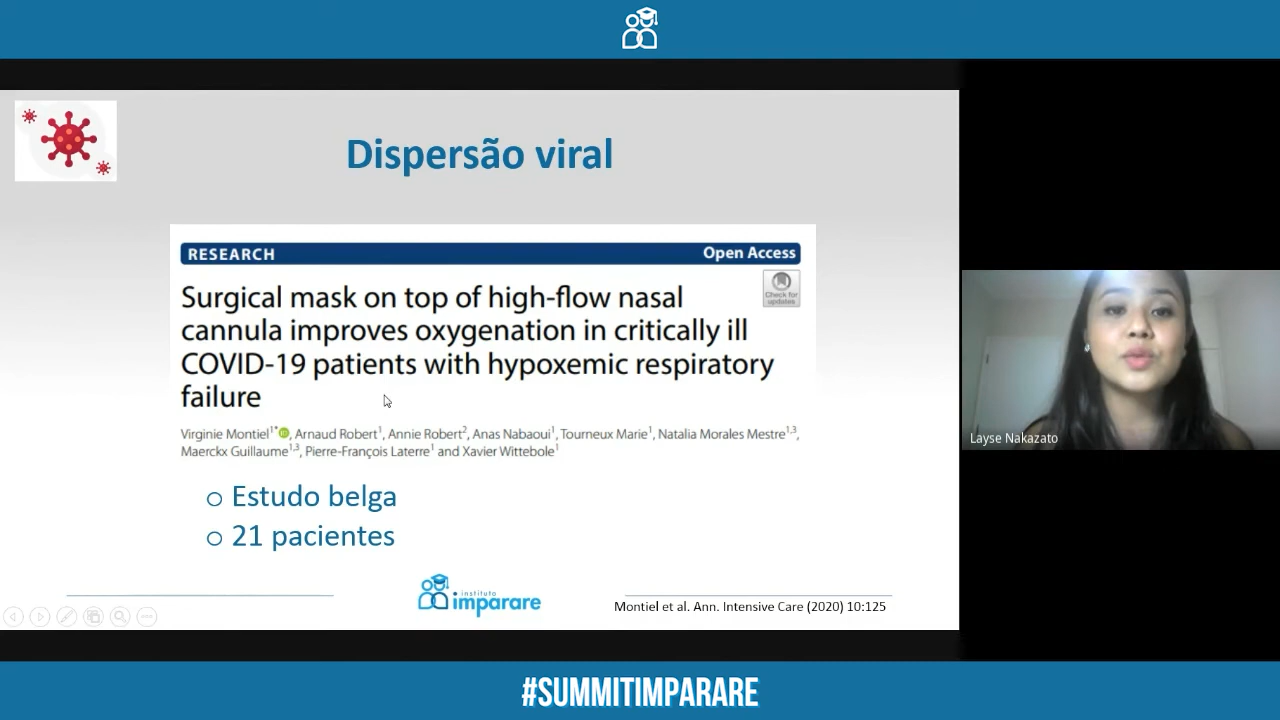 Dispersão viral
RESEARCH
Open Access
Check for
updates
Surgical mask on top of high-flow nasal
cannula improves oxygenation in critically ill
COVID-19 patients with hypoxemic respiratory
failure
Virginie Montiel1*, Arnaud Robert1, Annie Robert2, Anas Nabaoui1, Tourneux Marie1, Natalia Morales Mestre1,3,
Maerckx Guillaume1,3, Pierre-François Laterre1 and Xavier Wittebole1
o Estudo belga
o 21 pacientes
instituto
imparare
Montiel et al. Ann. Intensive Care (2020) 10:125
Layse Nakazato
#SUMMITIMPARARE